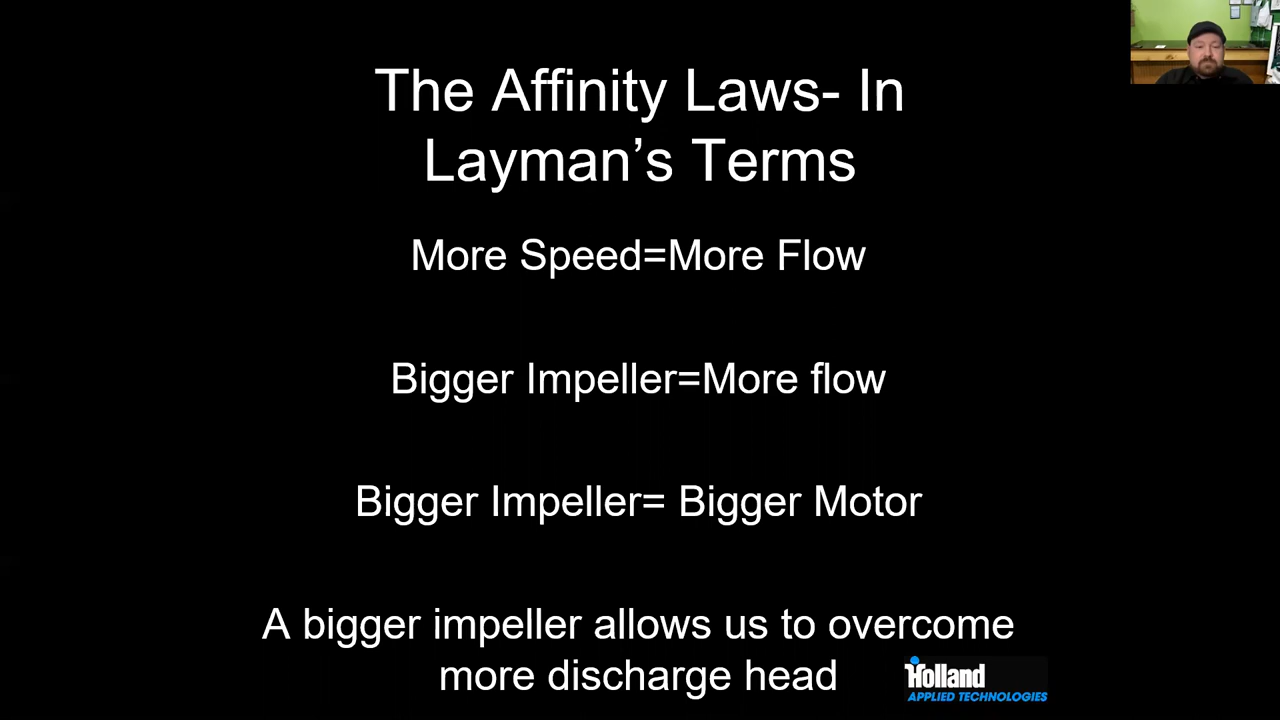 The Affinity Laws- In
Layman’s Terms
More Speed=More Flow
Bigger Impeller=More flow
Bigger Impeller= Bigger Motor
A bigger impeller allows us to overcome
more discharge head
Holland
APPLIED TECHNOLOGIES